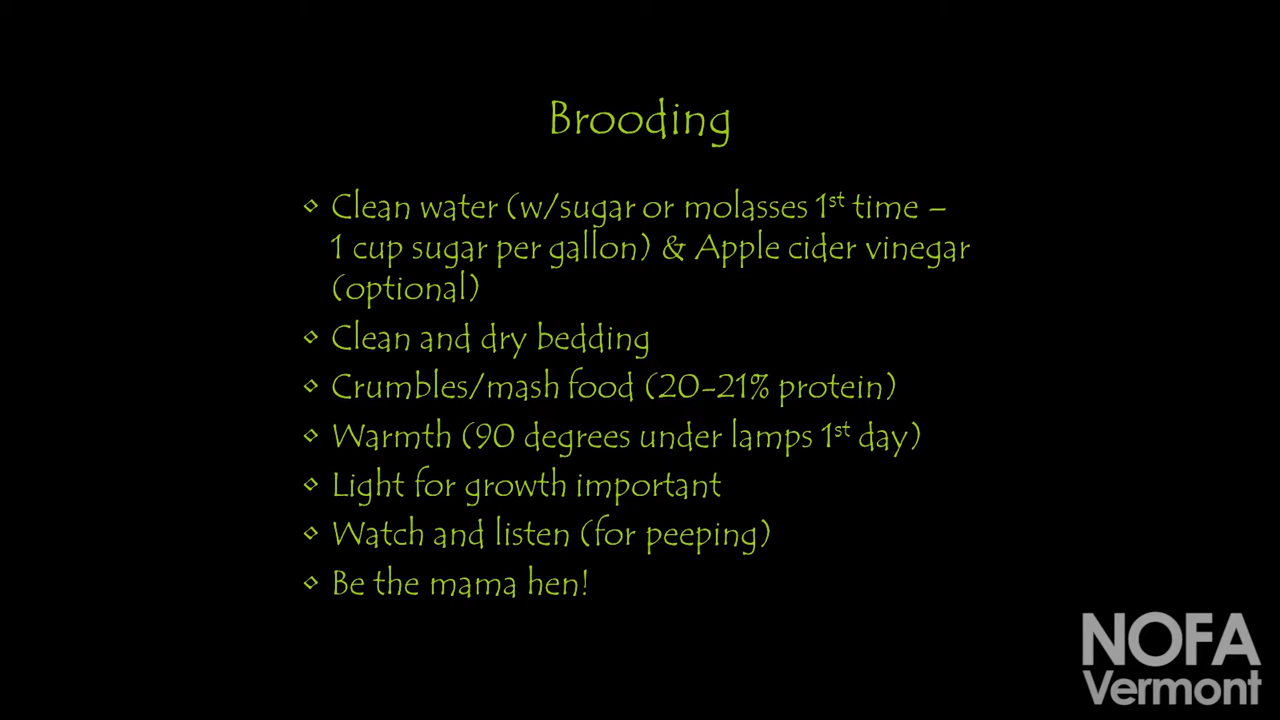 Brooding
◇ Clean water (w/sugar or molasses 1st time –
1 cup sugar per gallon) & Apple cider vinegar
(optional)
◇ Clean and dry bedding
◇ Crumbles/mash food (20-21% protein)
◇ Warmth (90 degrees under lamps 1st day)
◇ Light for growth important
◇ Watch and listen (for peeping)
◇ Be the mama hen!
NOFA
Vermont